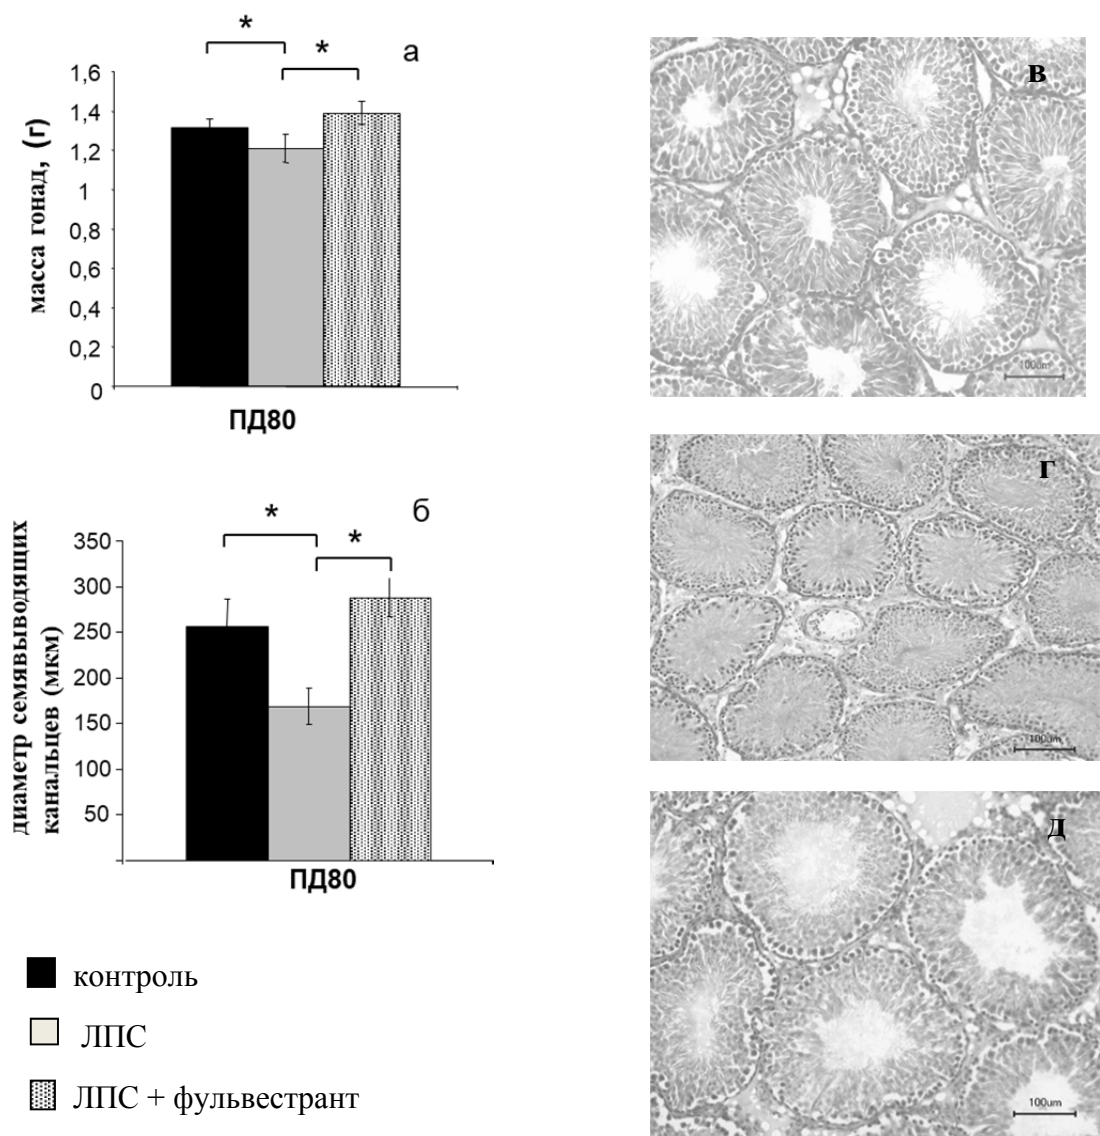 *
*
а
1,6
1,4
1,2
1
0,8
0,6
0,4
0,2
0
масса гонад, (г)
ПД80
*
*
б
350
300
250
200
150
100
50
диаметр семявыводящих
канальцев (мкм)
ПД80
контроль
ЛПС
ЛПС + фульвестрант
в
100um
г
100um
д
100um